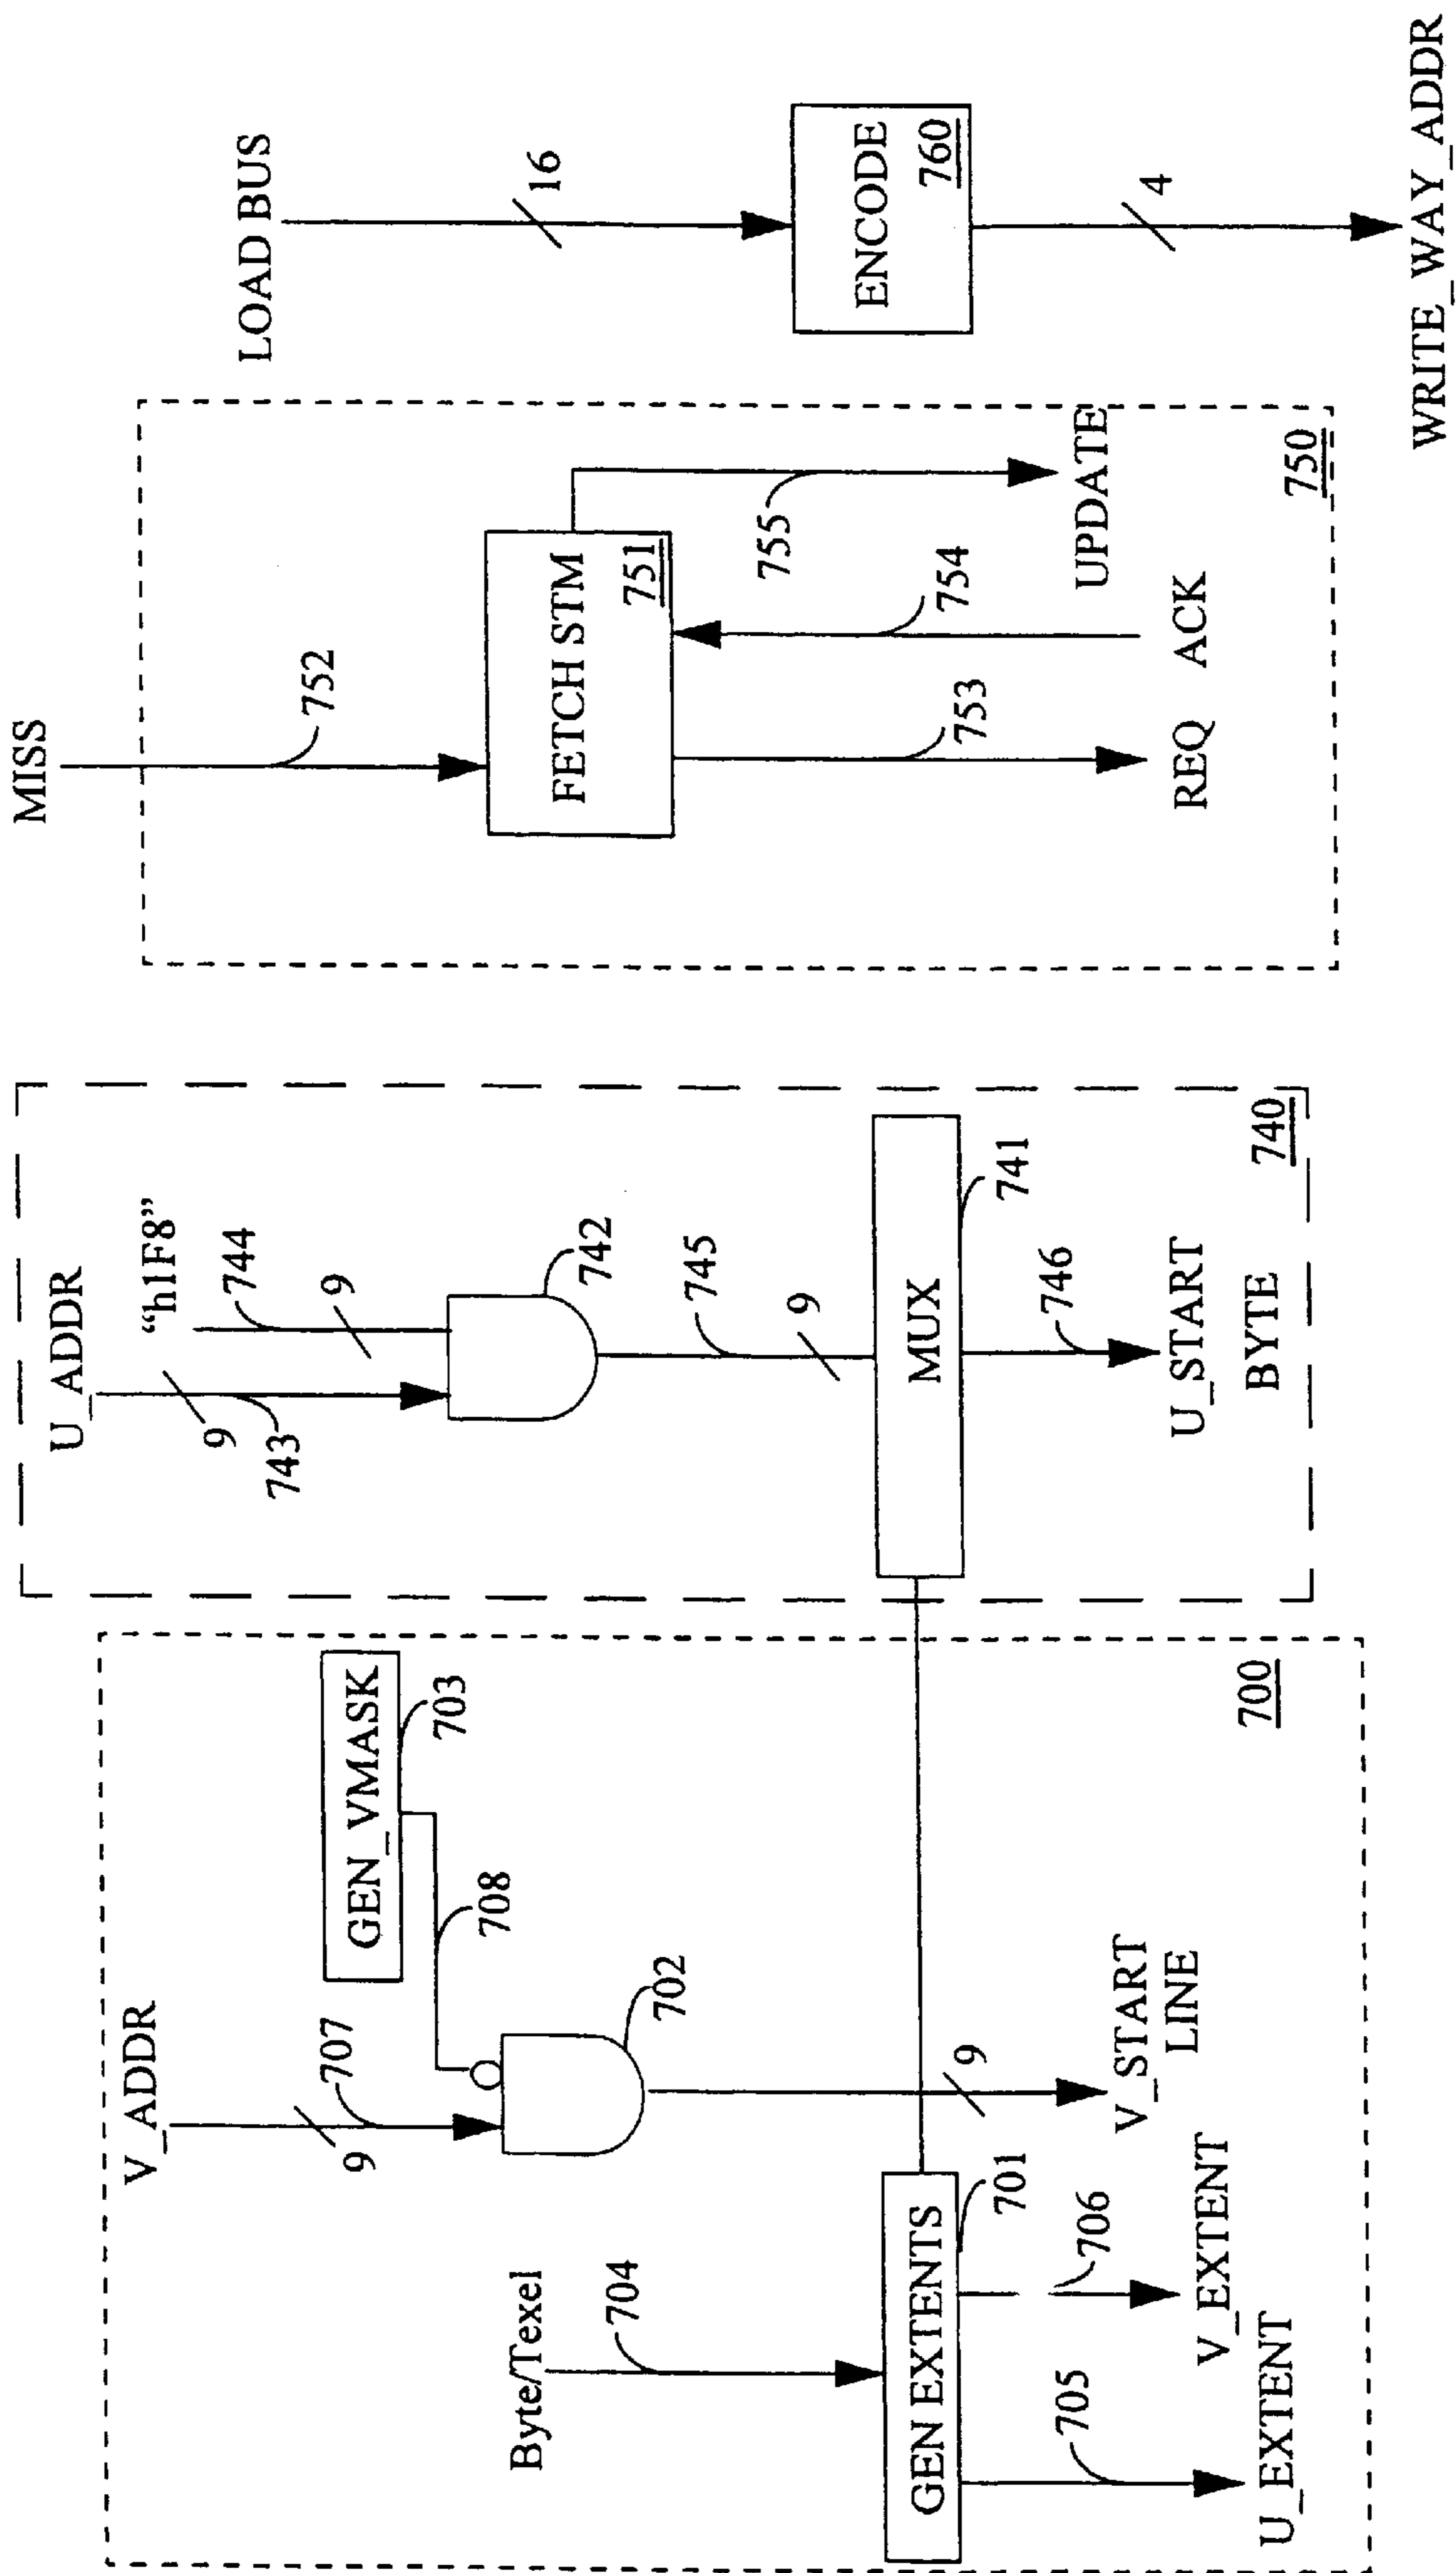 V_ADDR
9
707
GEN_VMASK
703
708
702
Byte/Texel
704
GEN EXTENTS
701
705
706
9
U_EXTENT
V_EXTENT
V_START
LINE
700
U_ADDR
“h1F8”
9
743
744
9
742
745
9
MUX
741
746
U_START
BYTE
740
MISS
752
FETCH STM
751
753
754
755
REQ
ACK
UPDATE
750
LOAD BUS
16
ENCODE
760
4
WRITE_WAY_ADDR